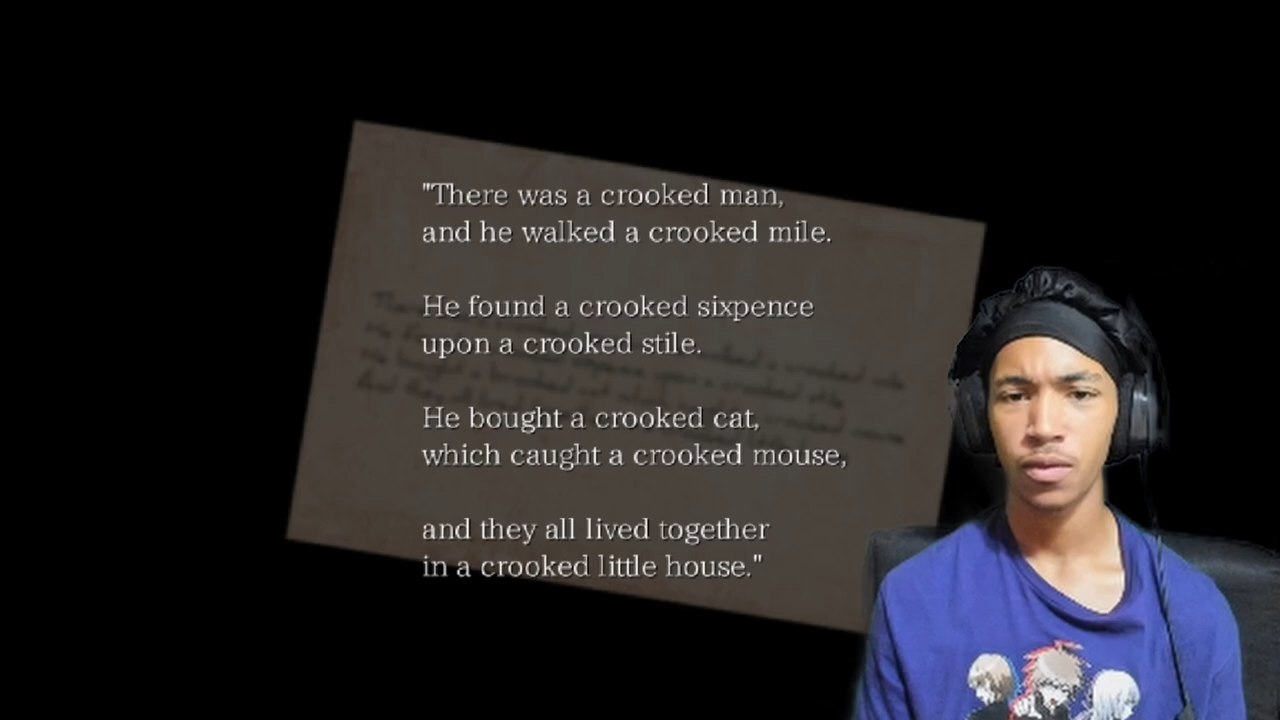 "There was a crooked man,
and he walked a crooked mile.
He found a crooked sixpence
upon a crooked stile.
He bought a crooked cat,
which caught a crooked mouse,
and they all lived together
in a crooked little house."